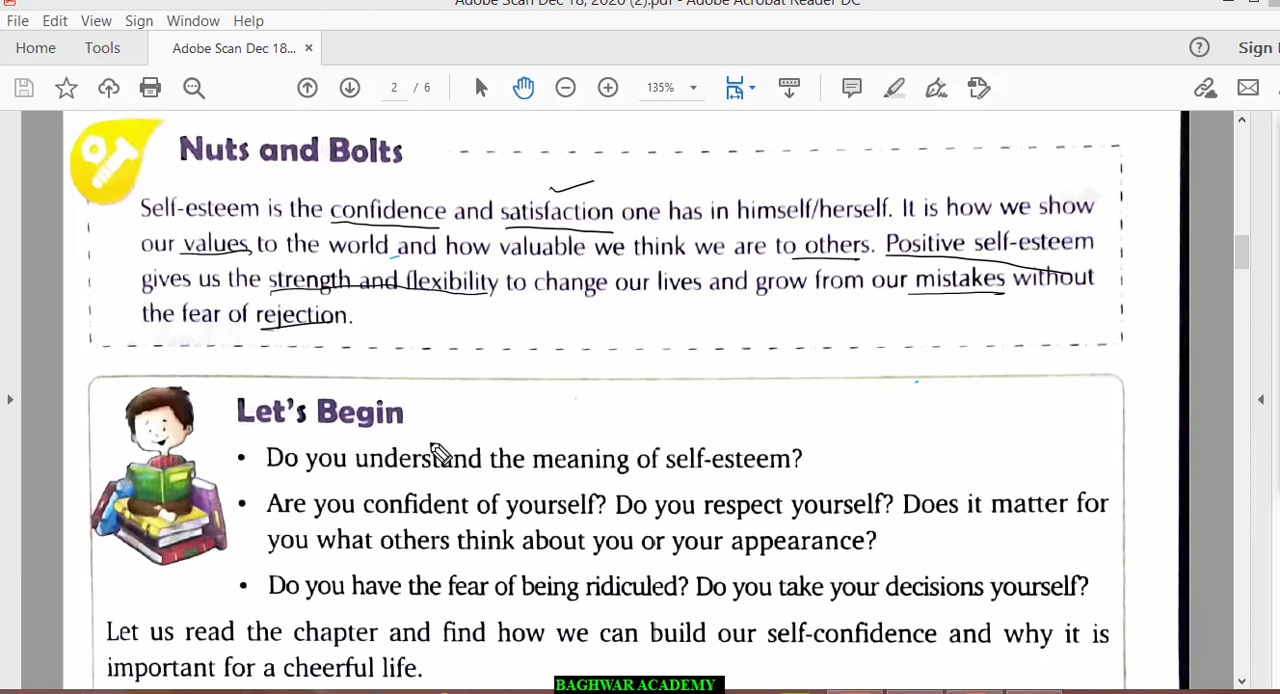 Adobe Scan Dec 18, 2020 (2).pdf - Adobe Acrobat Reader DC
File Edit View Sign Window Help
Home Tools Adobe Scan Dec 18... × Sign
2 / 6 135%
Nuts and Bolts
Self-esteem is the confidence and satisfaction one has in himself/herself. It is how we show
our values to the world and how valuable we think we are to others. Positive self-esteem
gives us the strength and flexibility to change our lives and grow from our mistakes without
the fear of rejection.
Let's Begin
• Do you understand the meaning of self-esteem?
• Are you confident of yourself? Do you respect yourself? Does it matter for
you what others think about you or your appearance?
• Do you have the fear of being ridiculed? Do you take your decisions yourself?
Let us read the chapter and find how we can build our self-confidence and why it is
important for a cheerful life.
BAGHWAR ACADEMY